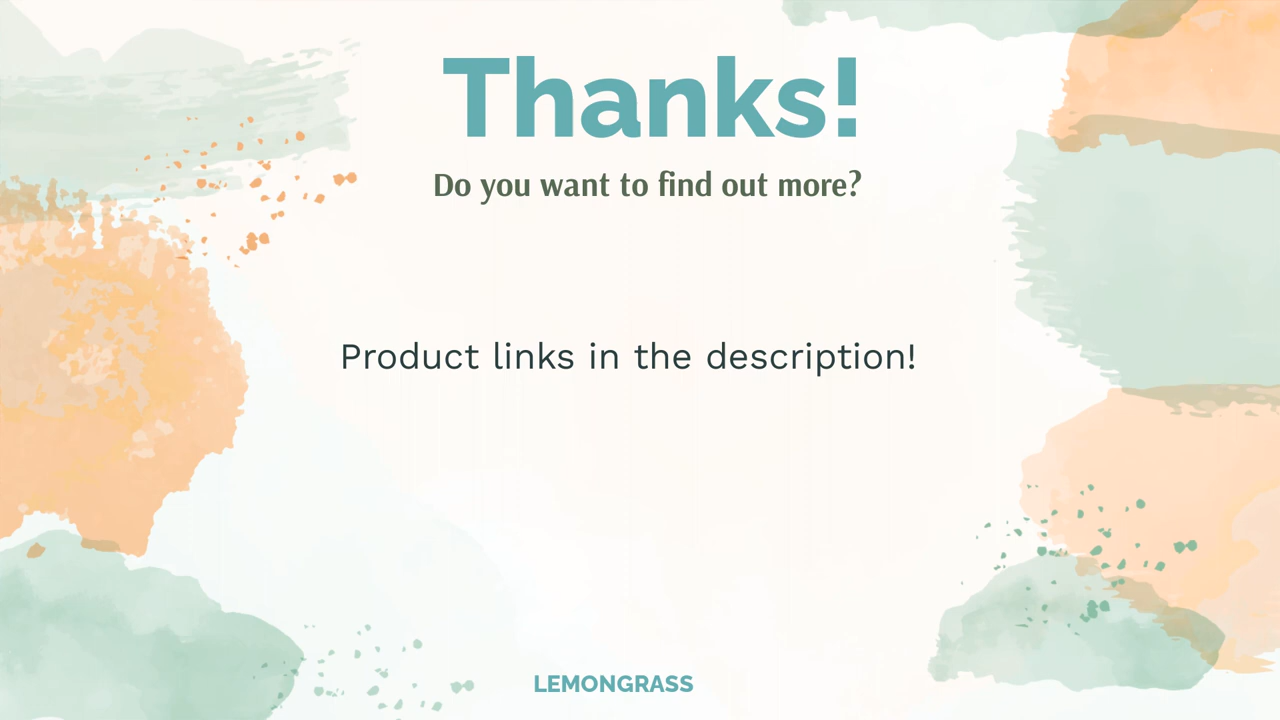 Thanks!
Do you want to find out more?
Product links in the description!
LEMONGRASS